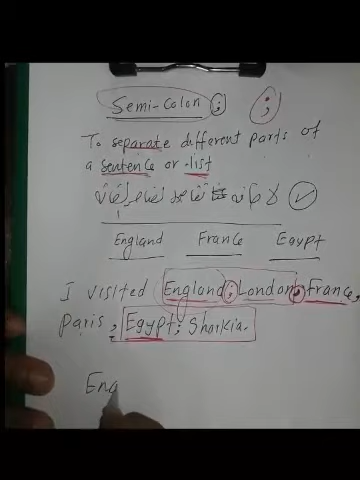 Semi-Colon ; ;
To separate different parts of
a sentence or list
England France Egypt
I visited England ; London, France,
Paris, Egypt; Sharkia.
Eng